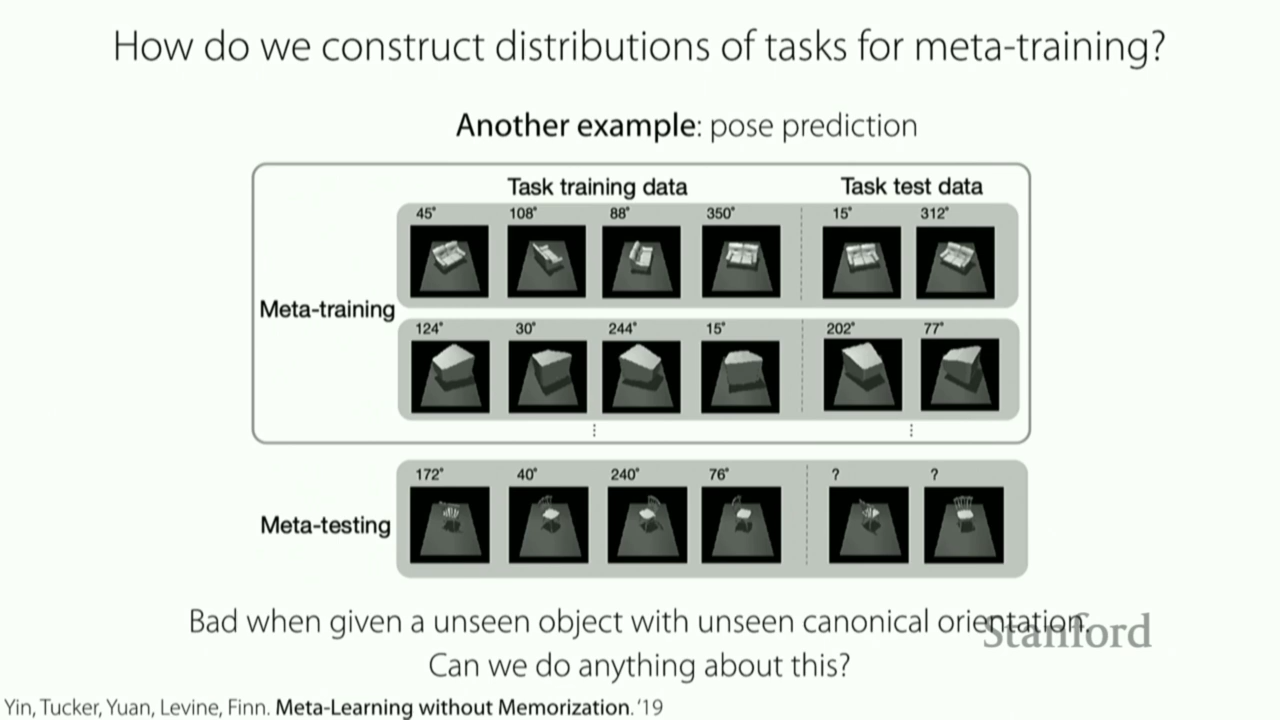 How do we construct distributions of tasks for meta-training?
Another example: pose prediction
Task training data Task test data
45° 108° 88° 350° 15° 312°
Meta-training
124° 30° 244° 15° 202° 77°
172° 40° 240° 76° ? ?
Meta-testing
Bad when given a unseen object with unseen canonical orientation.
Stanford
Can we do anything about this?
Yin, Tucker, Yuan, Levine, Finn. Meta-Learning without Memorization. '19